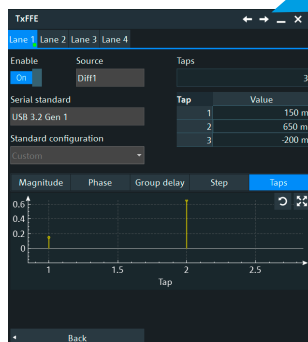 TxFFE
Lane 1 Lane 2 Lane 3 Lane 4
Enable Source Taps
On Diff1 3
Serial standard
USB 3.2 Gen 1
Tap Value
1 150 m
2 650 m
3 -200 m
Standard configuration
Custom
Magnitude Phase Group delay Step Taps
0.6
0.4
0.2
0
1 1.5 2 2.5
Tap
Back